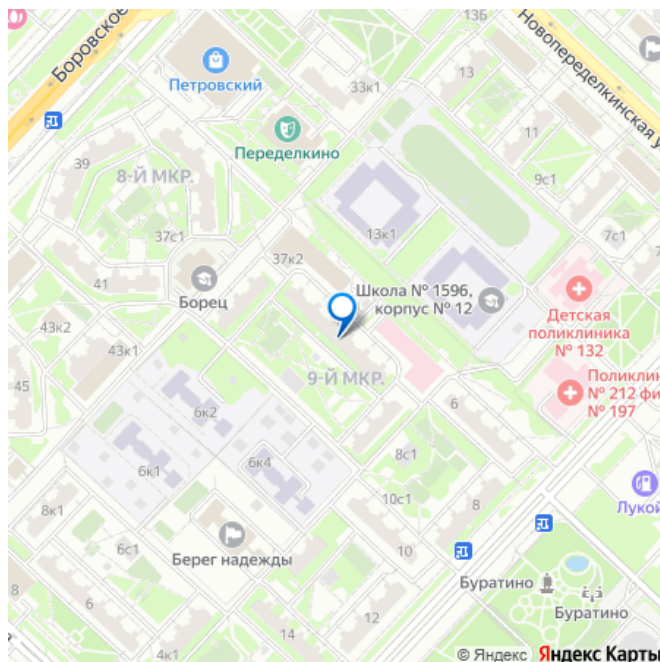 13Б
Боровское
Новопеределкинская у
Петровский
33к1
13
11
Переделкино
39
8-Й МКР.
9с1
37с1
13к1
7с1
37к2
41
Борец
Школа № 1596,
корпус № 12
Детская
поликлиника
№ 132
43к2
43к1
45
9-Й МКР.
Поликлин
№ 212 фи
№ 197
6к2
6
8с1
6к1
6к4
10с1
8
Лукой
8к1
6с1
Берег надежды
10
8
Буратино
6
12
Буратино
14
4к1
© Яндекс Яндекс Карты